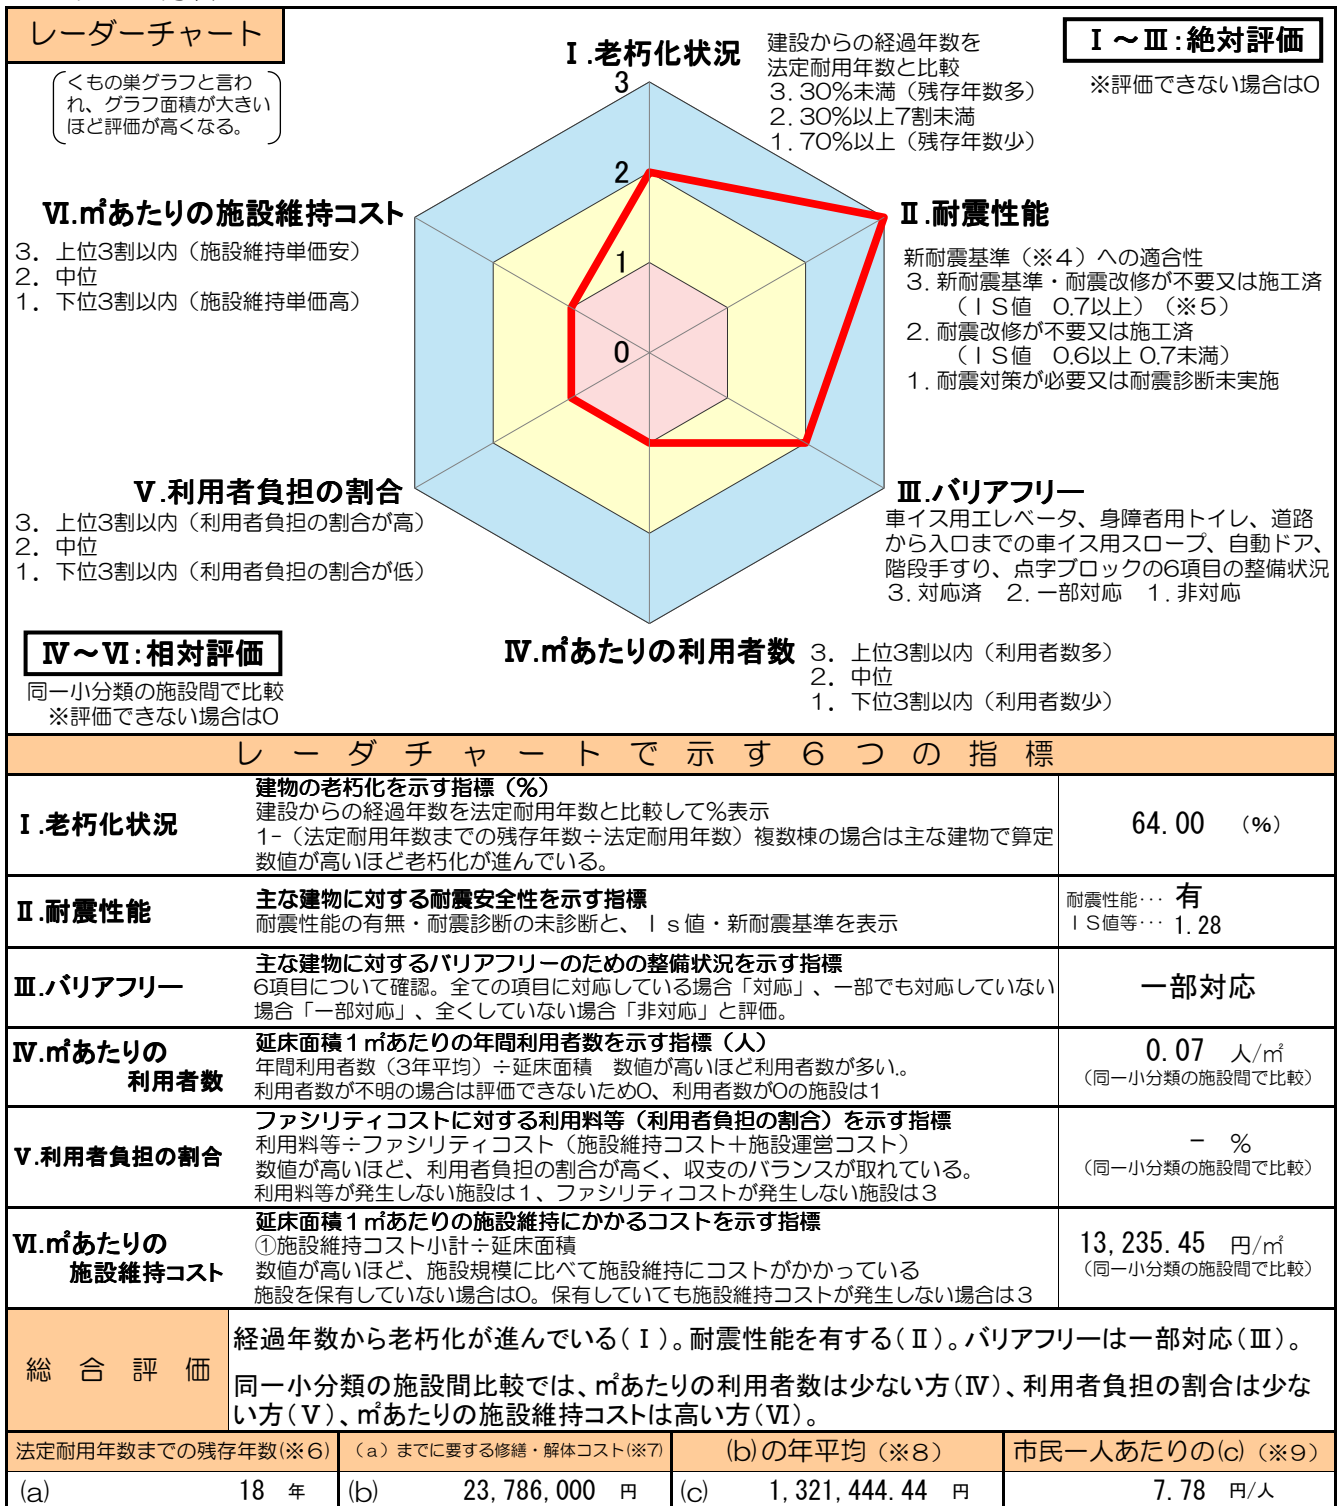 レーダーチャート
くもの巣グラフと言わ
れ、グラフ面積が大きい
ほど評価が高くなる。
Ⅰ.老朽化状況
建設からの経過年数を
法定耐用年数と比較
3. 30%未満（残存年数多）
2. 30%以上7割未満
1. 70%以上（残存年数少）
Ⅰ～Ⅲ:絶対評価
※評価できない場合は0
3
2
1
0
Ⅵ.㎡あたりの施設維持コスト
3. 上位3割以内（施設維持単価安）
2. 中位
1. 下位3割以内（施設維持単価高）
Ⅱ.耐震性能
新耐震基準（※4）への適合性
3. 新耐震基準・耐震改修が不要又は施工済
（ＩＳ値 0.7以上）（※5）
2. 耐震改修が不要又は施工済
（ＩＳ値 0.6以上 0.7未満）
1. 耐震対策が必要又は耐震診断未実施
Ⅴ.利用者負担の割合
3. 上位3割以内（利用者負担の割合が高）
2. 中位
1. 下位3割以内（利用者負担の割合が低）
Ⅲ.バリアフリー
車イス用エレベータ、身障者用トイレ、道路
から入口までの車イス用スロープ、自動ドア、
階段手すり、点字ブロックの6項目の整備状況
3. 対応済 2. 一部対応 1. 非対応
Ⅳ～Ⅵ:相対評価
同一小分類の施設間で比較
※評価できない場合は0
Ⅳ.㎡あたりの利用者数
3. 上位3割以内（利用者数多）
2. 中位
1. 下位3割以内（利用者数少）
レーダチャートで示す６つの指標
Ⅰ.老朽化状況
建物の老朽化を示す指標（%）
建設からの経過年数を法定耐用年数と比較して%表示
1-（法定耐用年数までの残存年数÷法定耐用年数）複数棟の場合は主な建物で算定
数値が高いほど老朽化が進んでいる。
64.00 （%）
Ⅱ.耐震性能
主な建物に対する耐震安全性を示す指標
耐震性能の有無・耐震診断の未診断と、Ｉｓ値・新耐震基準を表示
耐震性能… 有
ＩＳ値等… 1.28
Ⅲ.バリアフリー
主な建物に対するバリアフリーのための整備状況を示す指標
6項目について確認。全ての項目に対応している場合「対応」、一部でも対応していない
場合「一部対応」、全くしていない場合「非対応」と評価。
一部対応
Ⅳ.㎡あたりの
利用者数
延床面積１㎡あたりの年間利用者数を示す指標（人）
年間利用者数（3年平均）÷延床面積 数値が高いほど利用者数が多い。
利用者数が不明の場合は評価できないため0、利用者数が0の施設は1
0.07 人/㎡
（同一小分類の施設間で比較）
Ⅴ.利用者負担の割合
ファシリティコストに対する利用料等（利用者負担の割合）を示す指標
利用料等÷ファシリティコスト（施設維持コスト＋施設運営コスト）
数値が高いほど、利用者負担の割合が高く、収支のバランスが取れている。
利用料等が発生しない施設は１、ファシリティコストが発生しない施設は３
- %
（同一小分類の施設間で比較）
Ⅵ.㎡あたりの
施設維持コスト
延床面積１㎡あたりの施設維持にかかるコストを示す指標
①施設維持コスト小計÷延床面積
数値が高いほど、施設規模に比べて施設維持にコストがかかっている
施設を保有していない場合は0。保有していても施設維持コストが発生しない場合は３
13,235.45 円/㎡
（同一小分類の施設間で比較）
総合評価
経過年数から老朽化が進んでいる(Ⅰ)。耐震性能を有する(Ⅱ)。バリアフリーは一部対応(Ⅲ)。
同一小分類の施設間比較では、㎡あたりの利用者数は少ない方(Ⅳ)、利用者負担の割合は少な
い方(Ⅴ)、㎡あたりの施設維持コストは高い方(Ⅵ)。
法定耐用年数までの残存年数(※6)
（a）までに要する修繕・解体コスト(※7)
(b)の年平均（※8）
市民一人あたりの(c)（※9）
(a) 18 年
(b) 23,786,000 円
(c) 1,321,444.44 円
7.78 円/人